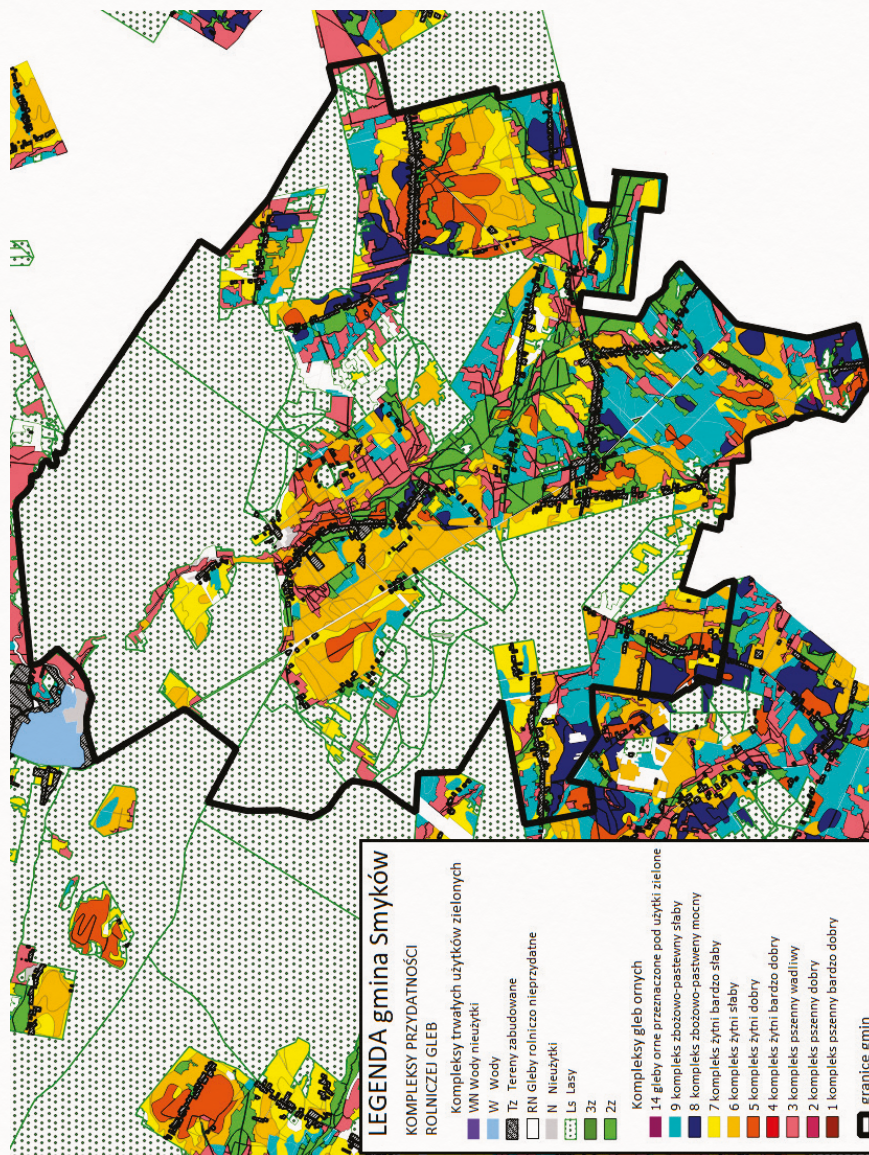 LEGENDA gmina Smyków
KOMPLEKSY PRZYDATNOŚCI
ROLNICZEJ GLEB
Kompleksy trwałych użytków zielonych
WN Wody nieużytki
W Wody
Tz Tereny zabudowane
RN Gleby rolniczo nieprzydatne
N Nieużytki
Ls Lasy
3z
2z
Kompleksy gleb ornych
14 gleby orne przeznaczone pod użytki zielone
9 kompleks zbożowo-pastewny słaby
8 kompleks zbożowo-pastweny mocny
7 kompleks żytni bardzo słaby
6 kompleks żytni słaby
5 kompleks żytni dobry
4 kompleks żytni bardzo dobry
3 kompleks pszenny wadliwy
2 kompleks pszenny dobry
1 kompleks pszenny bardzo dobry
granice gmin